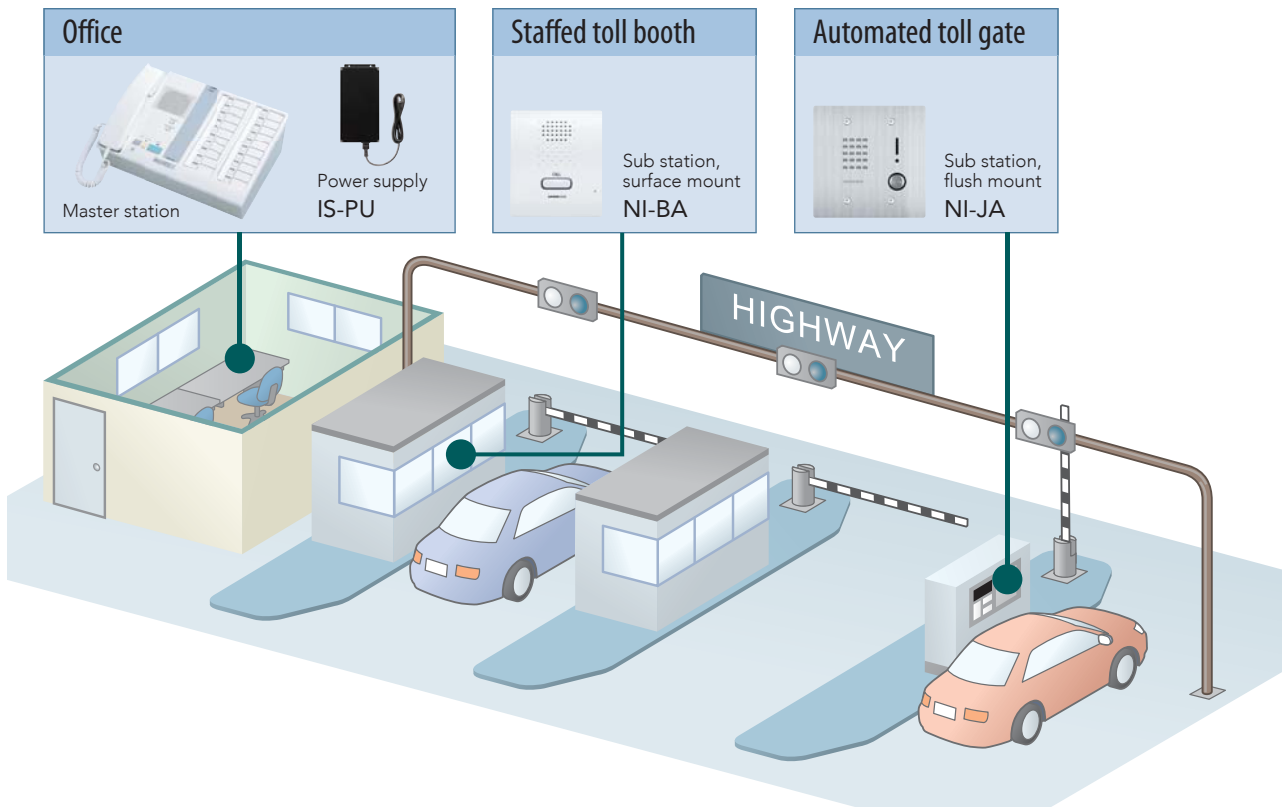 Office
Master station
Power supply
IS-PU
Staffed toll booth
Sub station,
surface mount
NI-BA
Automated toll gate
Sub station,
flush mount
NI-JA
HIGHWAY